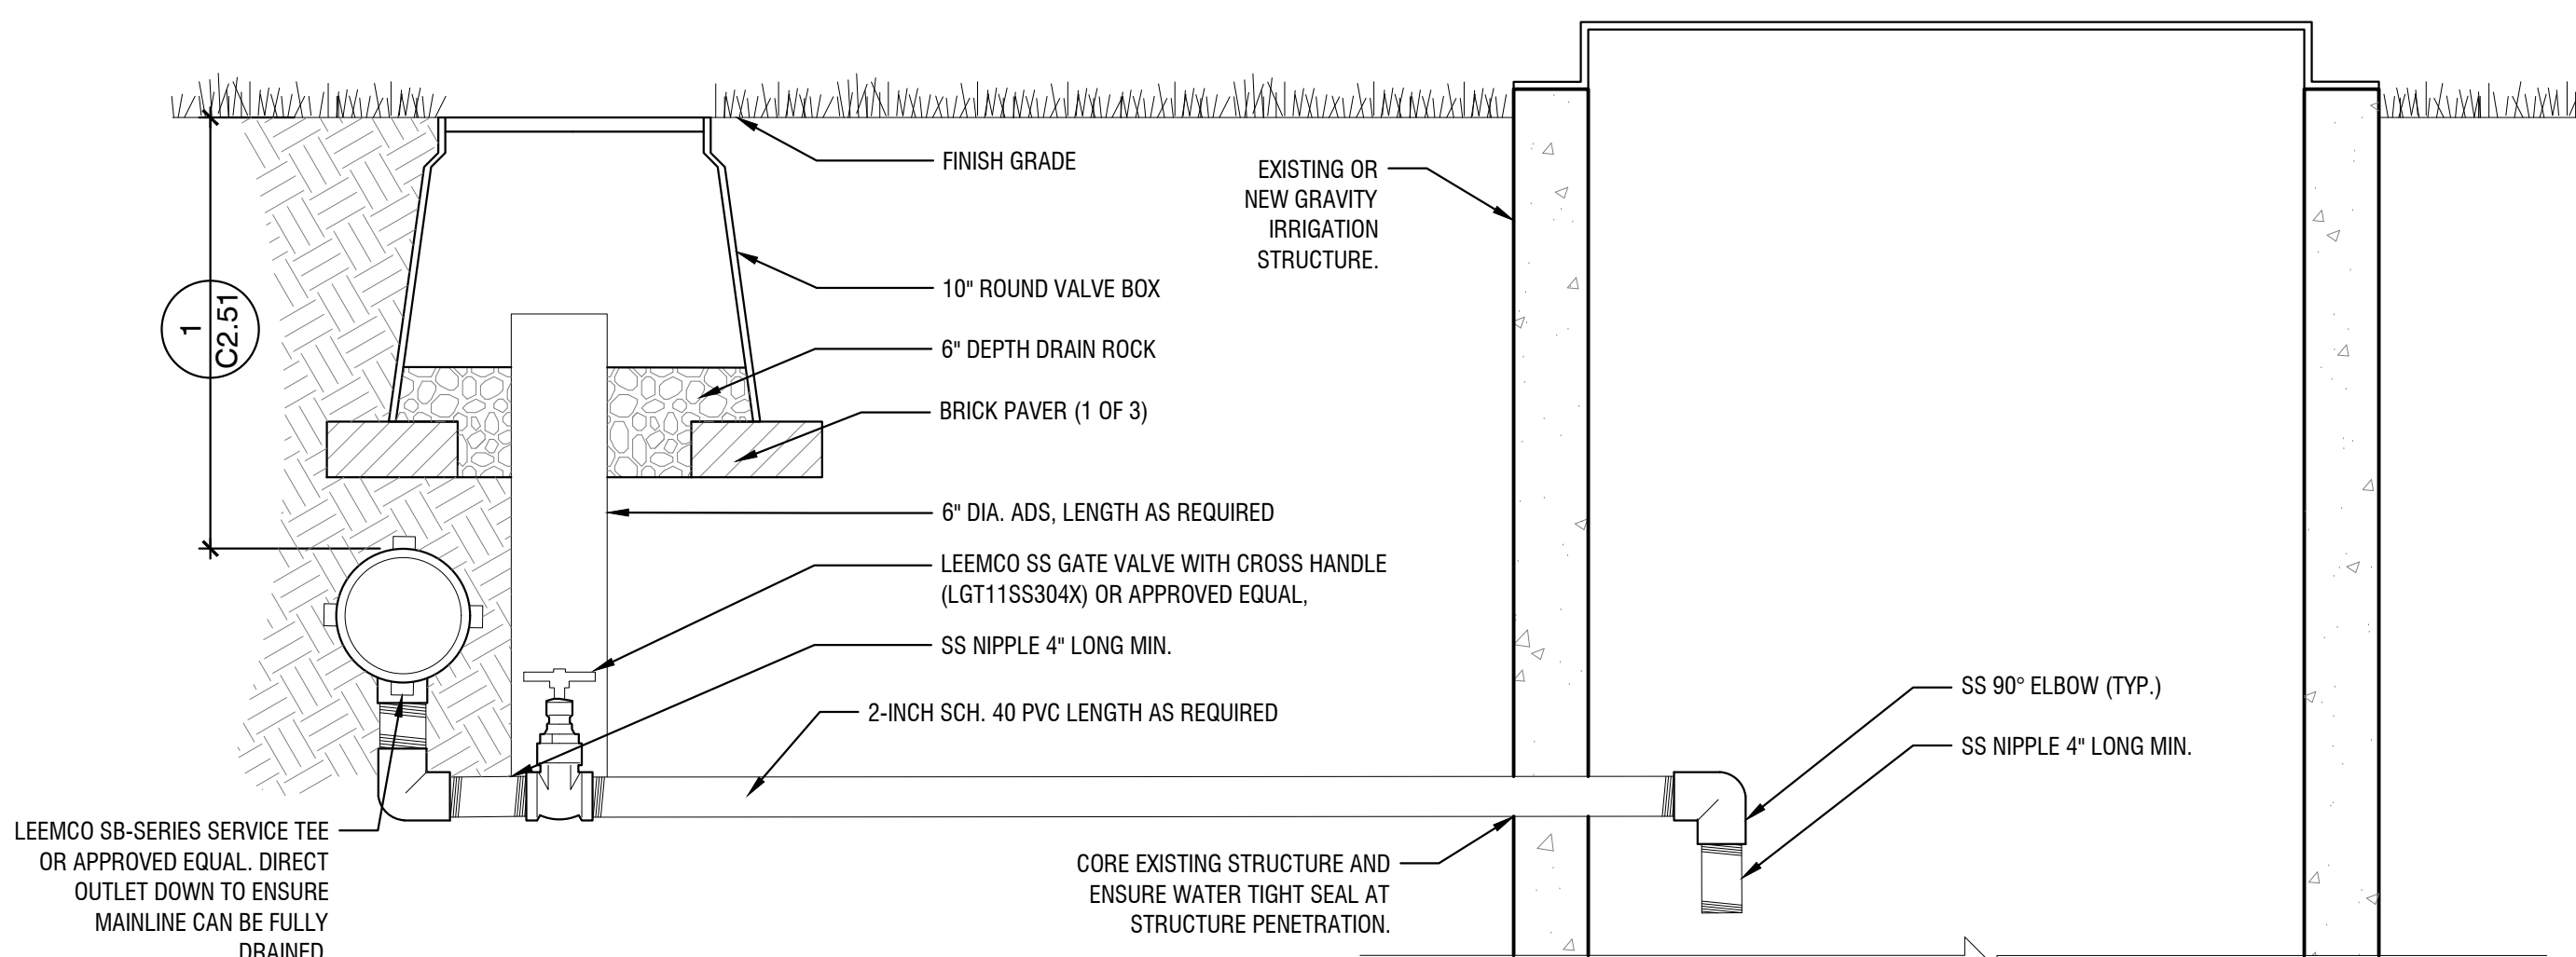 FINISH GRADE
EXISTING OR
NEW GRAVITY
IRRIGATION
STRUCTURE.
10" ROUND VALVE BOX
1
C2.51
6" DEPTH DRAIN ROCK
BRICK PAVER (1 OF 3)
6" DIA. ADS, LENGTH AS REQUIRED
LEEMCO SS GATE VALVE WITH CROSS HANDLE
(LGT11SS304X) OR APPROVED EQUAL,
SS NIPPLE 4" LONG MIN.
2-INCH SCH. 40 PVC LENGTH AS REQUIRED
SS 90° ELBOW (TYP.)
SS NIPPLE 4" LONG MIN.
LEEMCO SB-SERIES SERVICE TEE
OR APPROVED EQUAL. DIRECT
OUTLET DOWN TO ENSURE
MAINLINE CAN BE FULLY
DRAINED.
CORE EXISTING STRUCTURE AND
ENSURE WATER TIGHT SEAL AT
STRUCTURE PENETRATION.